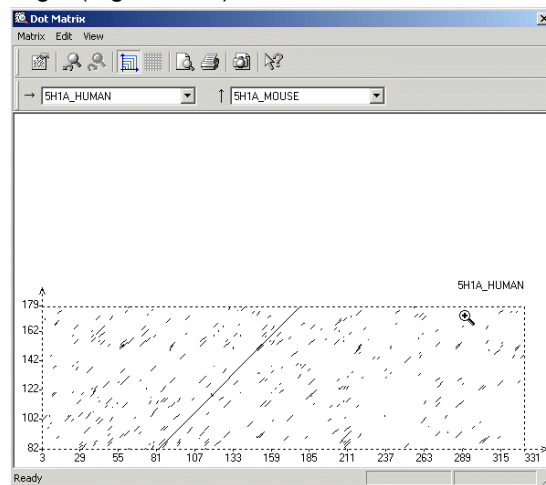 Dot Matrix
Matrix Edit View
→ 5H1A_HUMAN ↑ 5H1A_MOUSE
5H1A_HUMAN
179
162
142
122
102
82
3 29 55 81 107 133 159 185 211 237 263 289 315 331
Ready